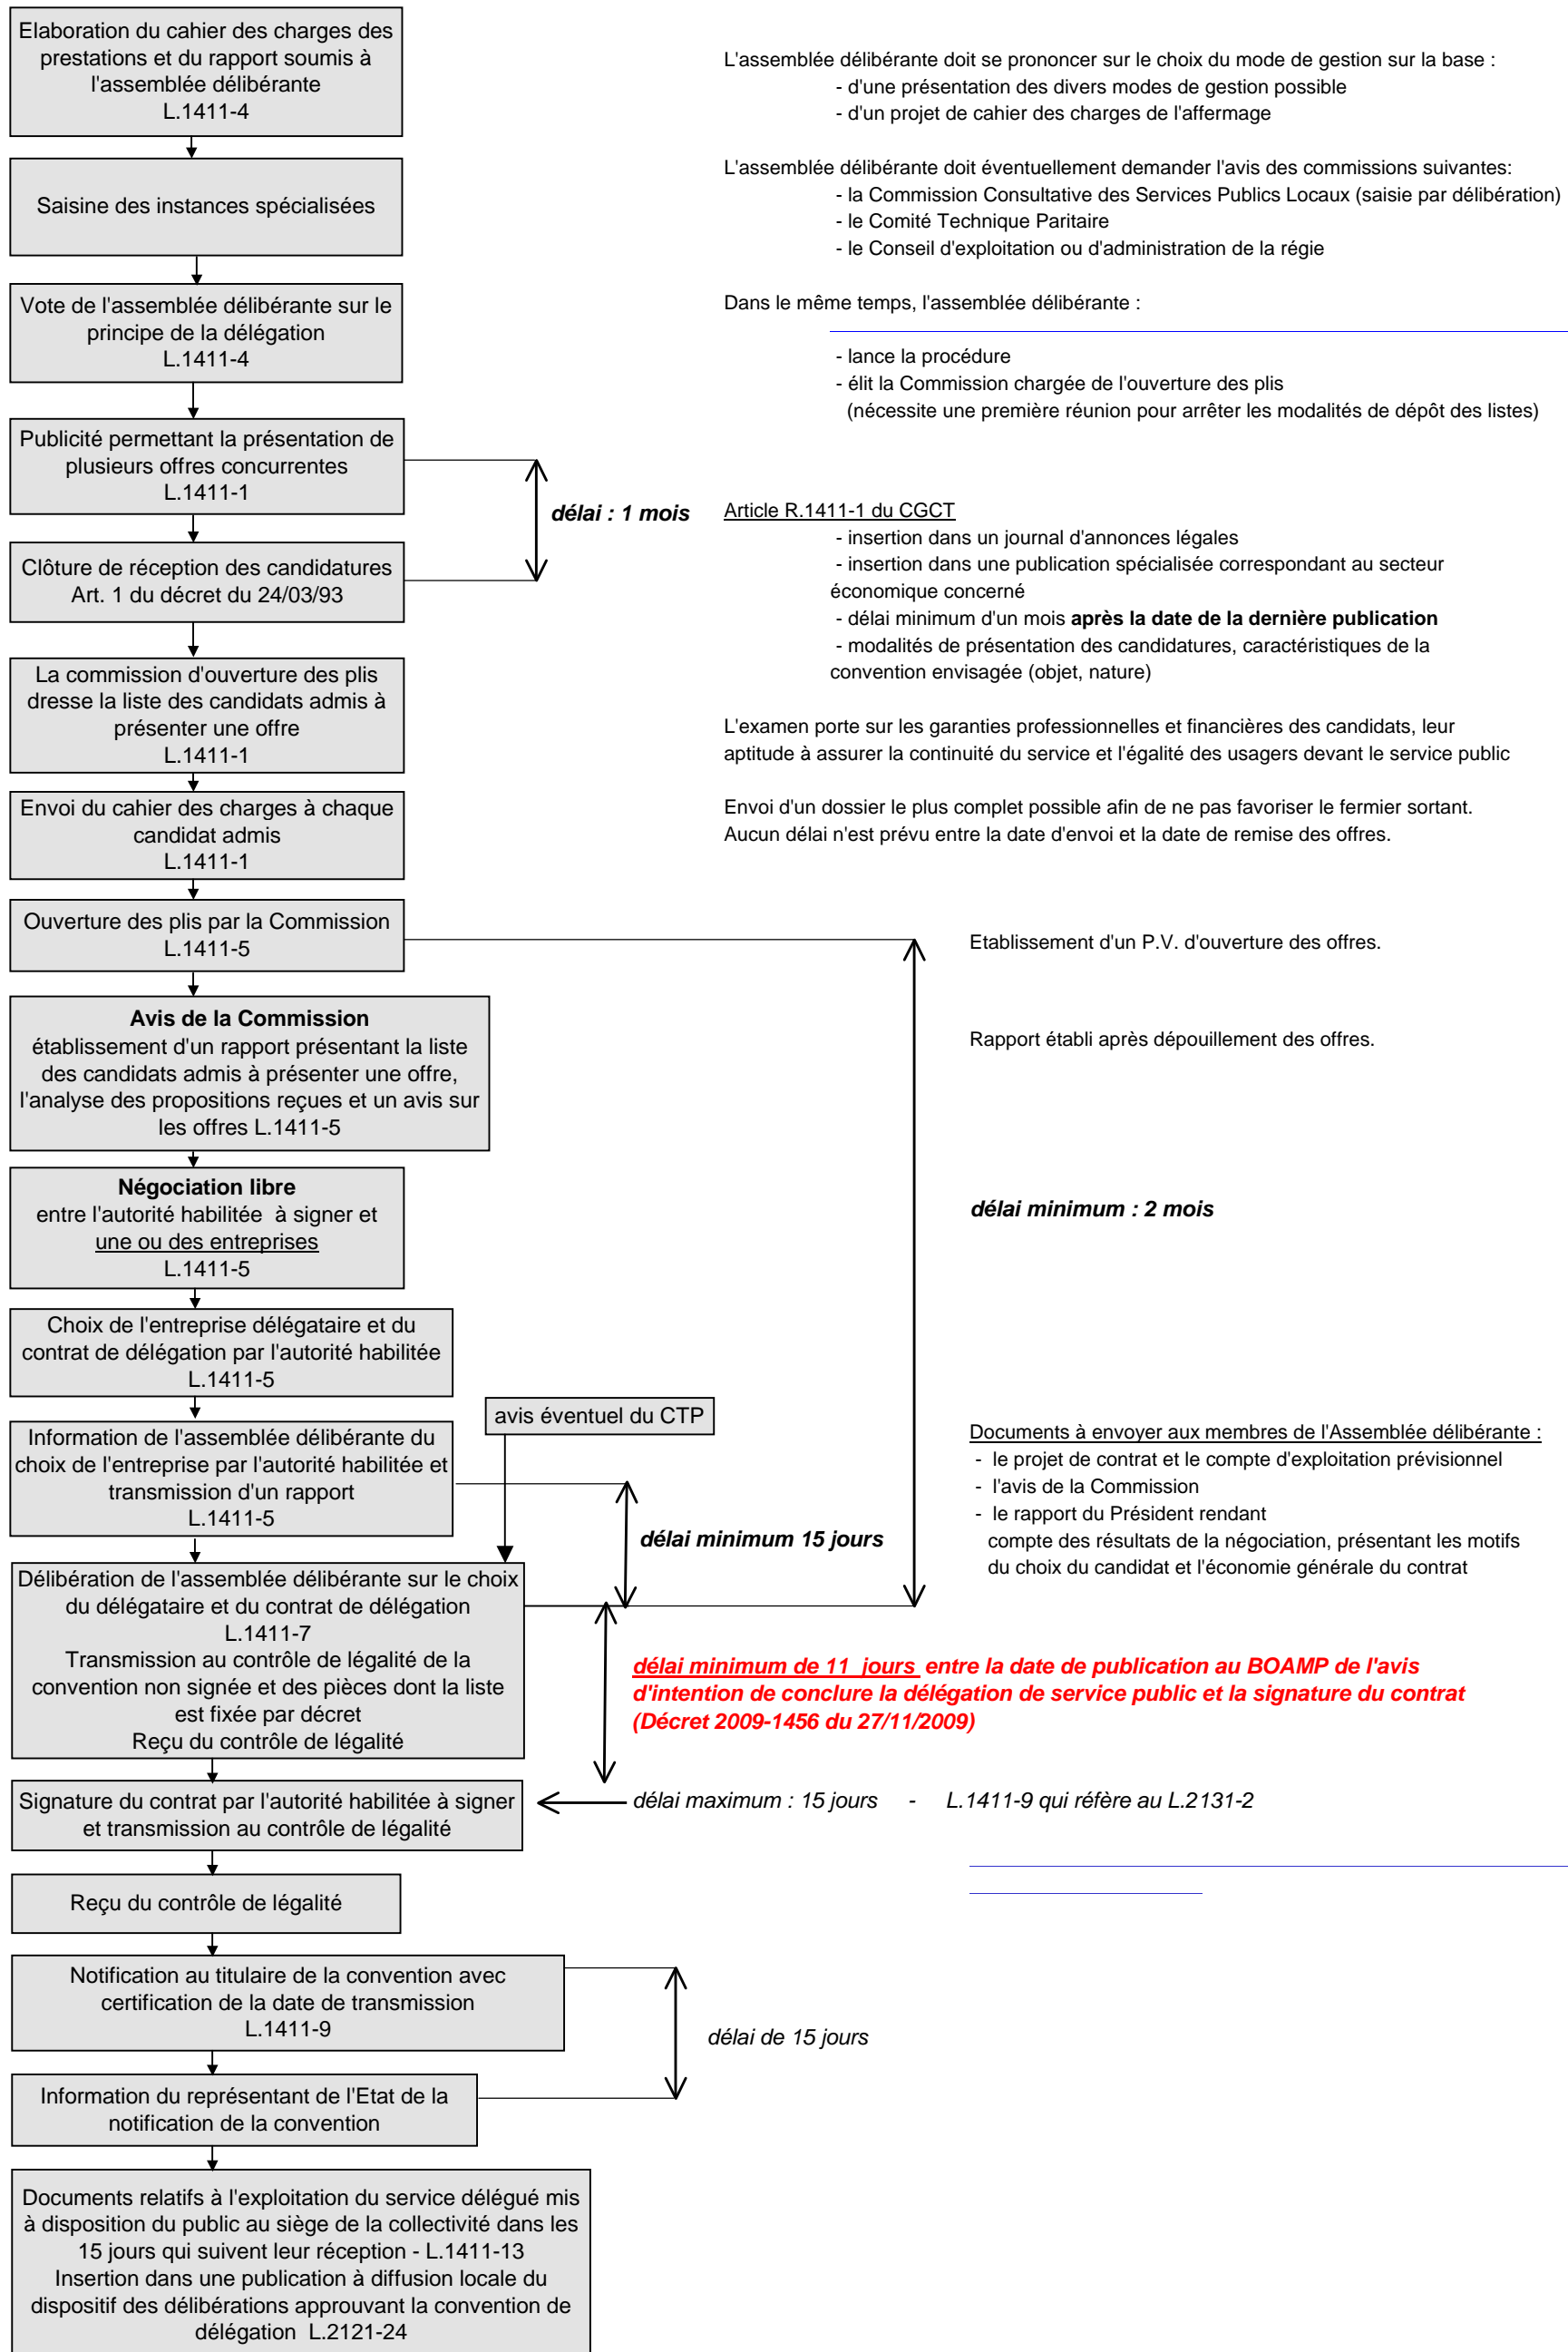 Elaboration du cahier des charges des
prestations et du rapport soumis à
l'assemblée délibérante
L.1411-4
L'assemblée délibérante doit se prononcer sur le choix du mode de gestion sur la base :
- d'une présentation des divers modes de gestion possible
- d'un projet de cahier des charges de l'affermage
Saisine des instances spécialisées
L'assemblée délibérante doit éventuellement demander l'avis des commissions suivantes:
- la Commission Consultative des Services Publics Locaux (saisie par délibération)
- le Comité Technique Paritaire
- le Conseil d'exploitation ou d'administration de la régie
Vote de l'assemblée délibérante sur le
principe de la délégation
L.1411-4
Dans le même temps, l'assemblée délibérante :
- lance la procédure
- élit la Commission chargée de l'ouverture des plis
(nécessite une première réunion pour arrêter les modalités de dépôt des listes)
Publicité permettant la présentation de
plusieurs offres concurrentes
L.1411-1
délai : 1 mois
Clôture de réception des candidatures
Art. 1 du décret du 24/03/93
Article R.1411-1 du CGCT
- insertion dans un journal d'annonces légales
- insertion dans une publication spécialisée correspondant au secteur
économique concerné
- délai minimum d'un mois après la date de la dernière publication
- modalités de présentation des candidatures, caractéristiques de la
convention envisagée (objet, nature)
La commission d'ouverture des plis
dresse la liste des candidats admis à
présenter une offre
L.1411-1
L'examen porte sur les garanties professionnelles et financières des candidats, leur
aptitude à assurer la continuité du service et l'égalité des usagers devant le service public
Envoi du cahier des charges à chaque
candidat admis
L.1411-1
Envoi d'un dossier le plus complet possible afin de ne pas favoriser le fermier sortant.
Aucun délai n'est prévu entre la date d'envoi et la date de remise des offres.
Ouverture des plis par la Commission
L.1411-5
Etablissement d'un P.V. d'ouverture des offres.
Avis de la Commission
établissement d'un rapport présentant la liste
des candidats admis à présenter une offre,
l'analyse des propositions reçues et un avis sur
les offres L.1411-5
Rapport établi après dépouillement des offres.
Négociation libre
entre l'autorité habilitée à signer et
une ou des entreprises
L.1411-5
délai minimum : 2 mois
Choix de l'entreprise délégataire et du
contrat de délégation par l'autorité habilitée
L.1411-5
avis éventuel du CTP
Information de l'assemblée délibérante du
choix de l'entreprise par l'autorité habilitée et
transmission d'un rapport
L.1411-5
délai minimum 15 jours
Documents à envoyer aux membres de l'Assemblée délibérante :
- le projet de contrat et le compte d'exploitation prévisionnel
- l'avis de la Commission
- le rapport du Président rendant
compte des résultats de la négociation, présentant les motifs
du choix du candidat et l'économie générale du contrat
Délibération de l'assemblée délibérante sur le choix
du délégataire et du contrat de délégation
L.1411-7
Transmission au contrôle de légalité de la
convention non signée et des pièces dont la liste
est fixée par décret
Reçu du contrôle de légalité
délai minimum de 11 jours entre la date de publication au BOAMP de l'avis
d'intention de conclure la délégation de service public et la signature du contrat
(Décret 2009-1456 du 27/11/2009)
Signature du contrat par l'autorité habilitée à signer
et transmission au contrôle de légalité
délai maximum : 15 jours - L.1411-9 qui réfère au L.2131-2
Reçu du contrôle de légalité
Notification au titulaire de la convention avec
certification de la date de transmission
L.1411-9
délai de 15 jours
Information du représentant de l'Etat de la
notification de la convention
Documents relatifs à l'exploitation du service délégué mis
à disposition du public au siège de la collectivité dans les
15 jours qui suivent leur réception - L.1411-13
Insertion dans une publication à diffusion locale du
dispositif des délibérations approuvant la convention de
délégation L.2121-24